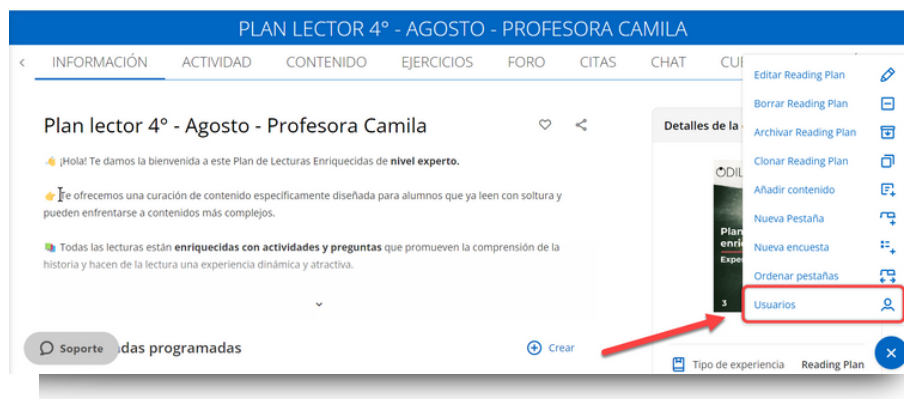 PLAN LECTOR 4° - AGOSTO - PROFESORA CAMILA
INFORMACIÓN ACTIVIDAD CONTENIDO EJERCICIOS FORO CITAS CHAT
Plan lector 4° - Agosto - Profesora Camila
¡Hola! Te damos la bienvenida a este Plan de Lecturas Enriquecidas de nivel experto.
Te ofrecemos una curación de contenido específicamente diseñada para alumnos que ya leen con soltura y
pueden enfrentarse a contenidos más complejos.
Todas las lecturas están enriquecidas con actividades y preguntas que promueven la comprensión de la
historia y hacen de la lectura una experiencia dinámica y atractiva.
Soporte
das programadas
Crear
Detalles de la
ODIL
Plan
enri
Expe
3
Tipo de experiencia Reading Plan
Editar Reading Plan
Borrar Reading Plan
Archivar Reading Plan
Clonar Reading Plan
Añadir contenido
Nueva Pestaña
Nueva encuesta
Ordenar pestañas
Usuarios